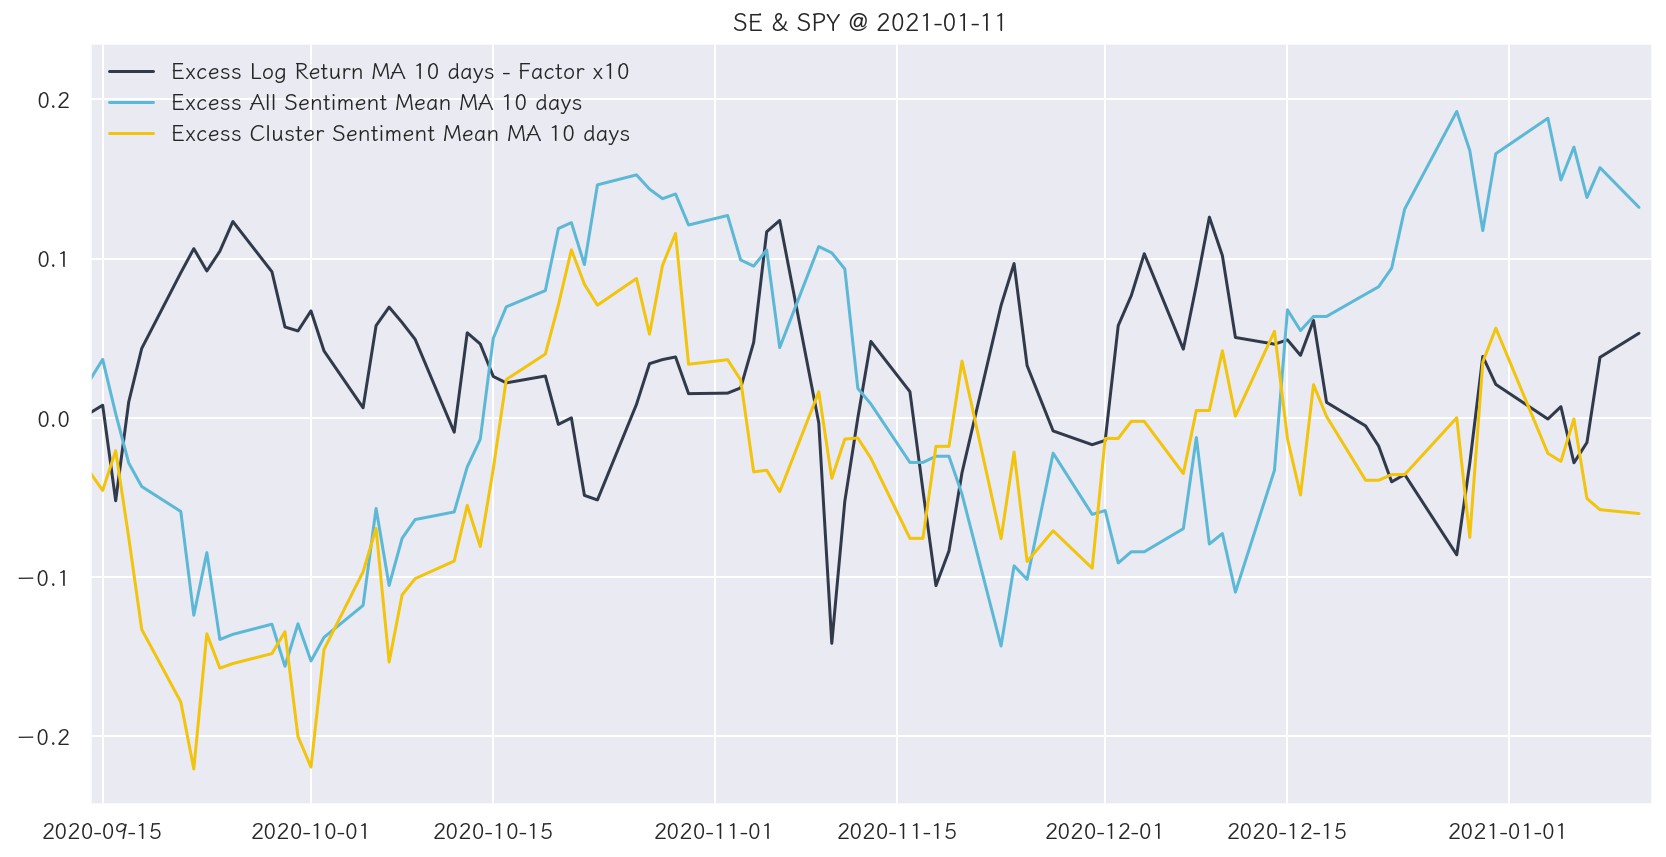 SE & SPY @ 2021-01-11
Excess Log Return MA 10 days - Factor x10
Excess All Sentiment Mean MA 10 days
Excess Cluster Sentiment Mean MA 10 days
0.2
0.1
0.0
−0.1
−0.2
2020-09-15 2020-10-01 2020-10-15 2020-11-01 2020-11-15 2020-12-01 2020-12-15 2021-01-01